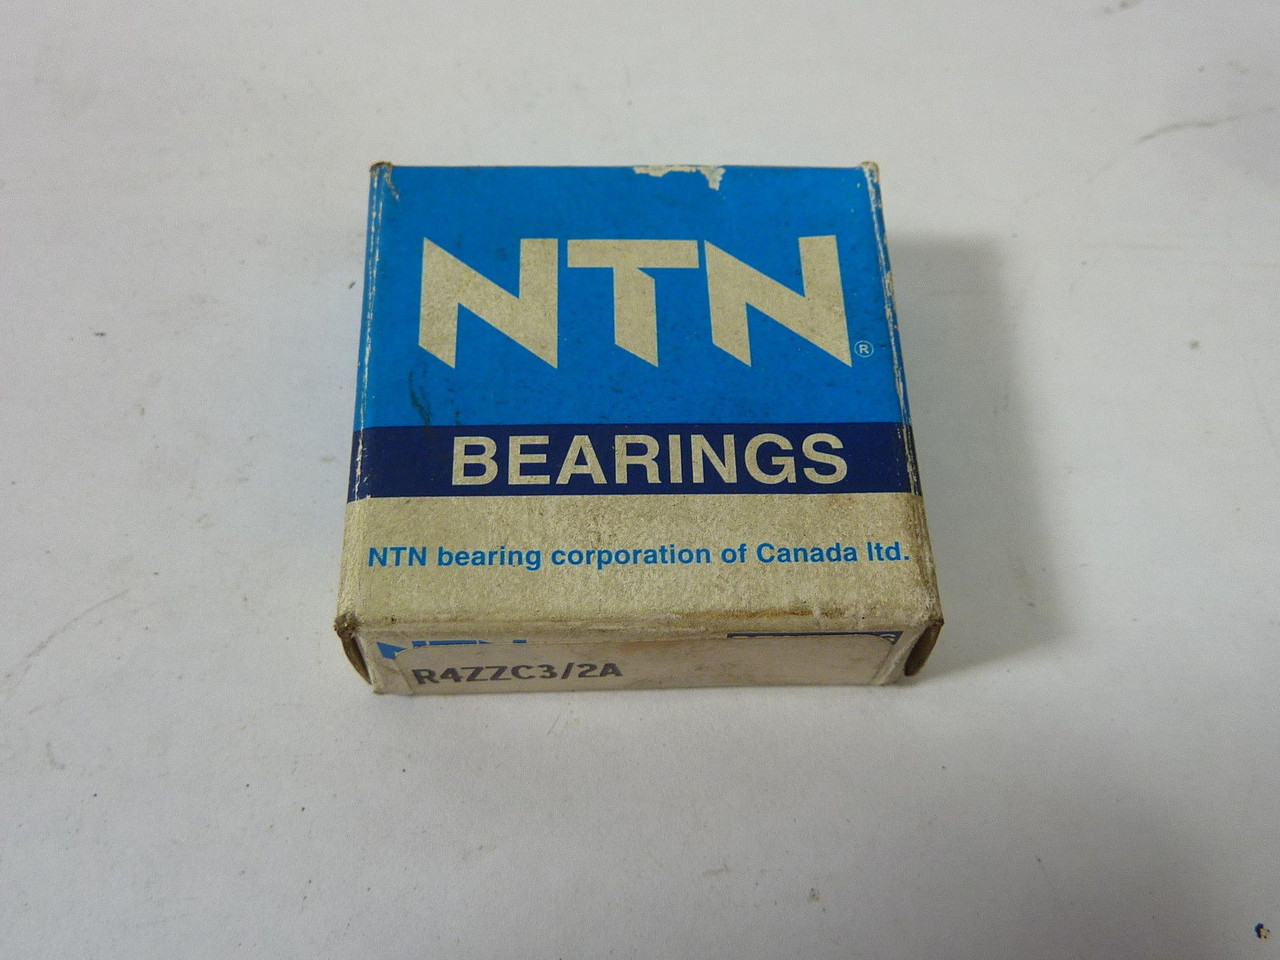 NTN®
BEARINGS
NTN bearing corporation of Canada ltd.
R4ZZC3/2A